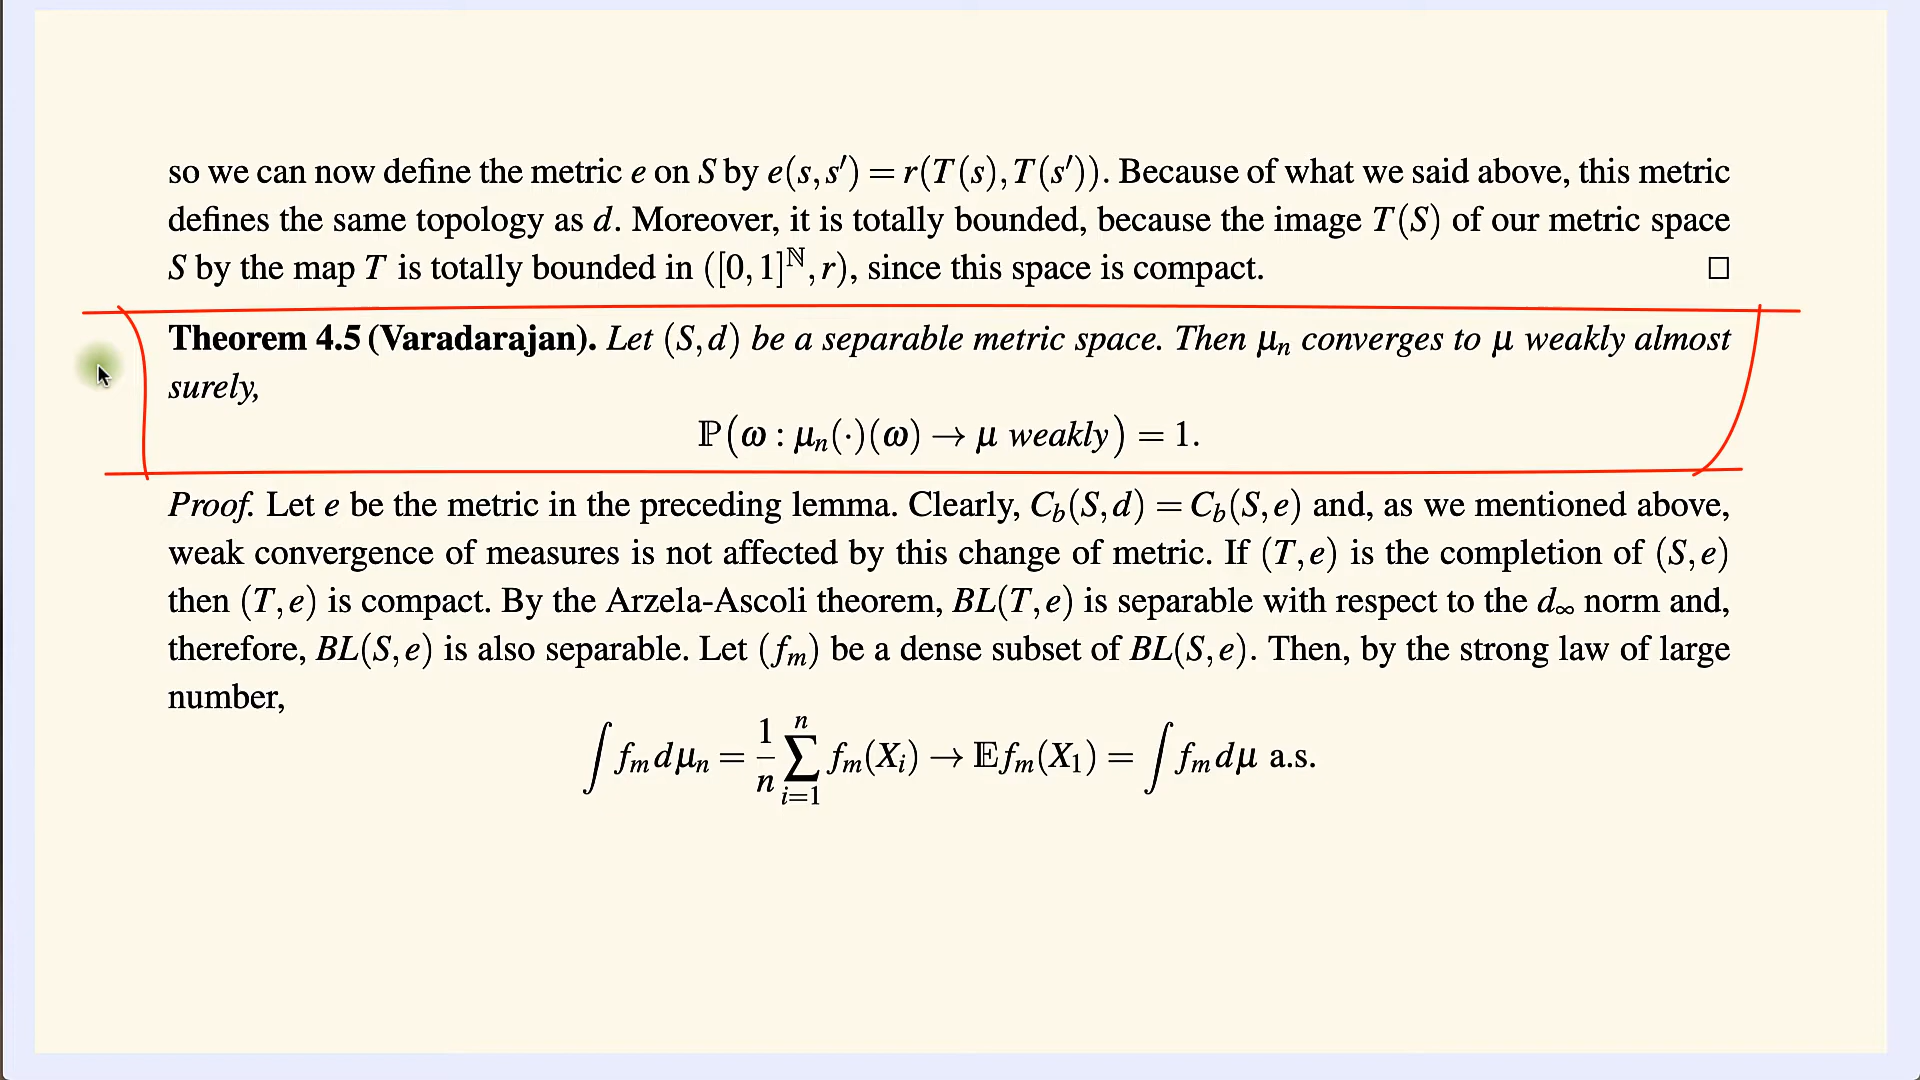 so we can now define the metric e on S by e(s,s′) = r(T(s),T(s′)). Because of what we said above, this metric
defines the same topology as d. Moreover, it is totally bounded, because the image T(S) of our metric space
S by the map T is totally bounded in ([0,1]^ℕ,r), since this space is compact. □
Theorem 4.5 (Varadarajan). Let (S,d) be a separable metric space. Then μₙ converges to μ weakly almost
surely,
ℙ(ω : μₙ(·)(ω) → μ weakly) = 1.
Proof. Let e be the metric in the preceding lemma. Clearly, C_b(S,d) = C_b(S,e) and, as we mentioned above,
weak convergence of measures is not affected by this change of metric. If (T,e) is the completion of (S,e)
then (T,e) is compact. By the Arzela-Ascoli theorem, BL(T,e) is separable with respect to the d_∞ norm and,
therefore, BL(S,e) is also separable. Let (f_m) be a dense subset of BL(S,e). Then, by the strong law of large
number,
∫ f_m dμₙ = 1/n ∑_{i=1}^{n} f_m(X_i) → 𝔼f_m(X₁) = ∫ f_m dμ a.s.